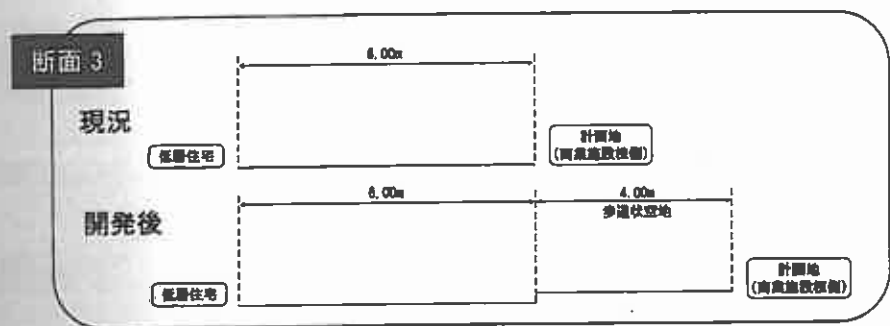 断面 3
6.00m
現況
低層住宅
計画地
(商業施設棟側)
6.00m
4.00m
歩道状空地
開発後
低層住宅
計画地
(商業施設棟側)